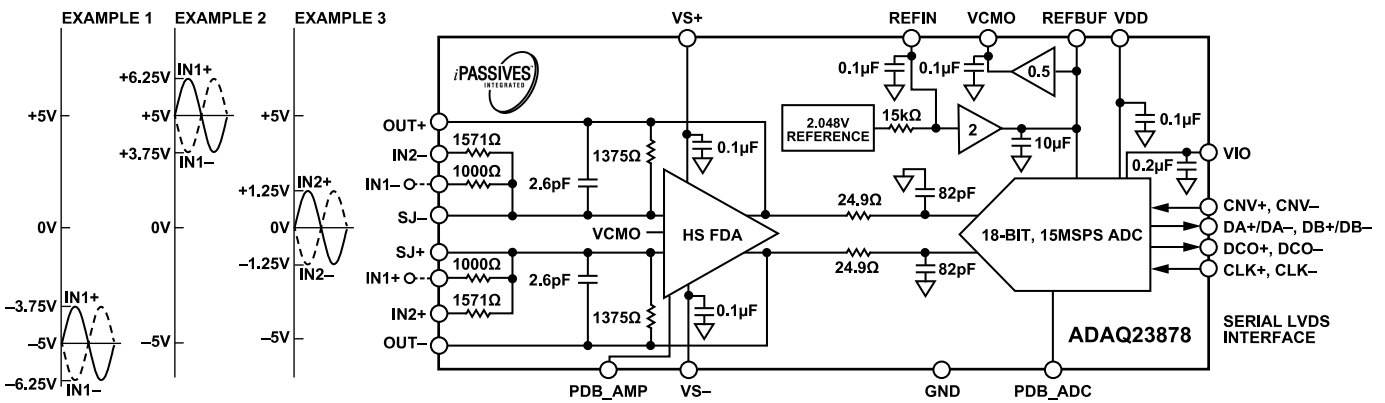 EXAMPLE 1
IN1+
IN1–
+5V
0V
–3.75V
–5V
–6.25V
EXAMPLE 2
IN1+
IN1–
+6.25V
+5V
+3.75V
0V
–5V
EXAMPLE 3
IN2+
IN2–
+5V
+1.25V
0V
–1.25V
–5V
iPASSIVES™
INTEGRATED
VS+
REFIN
VCMO
REFBUF
VDD
0.1µF
0.1µF
0.5
2.048V
REFERENCE
15kΩ
2
10µF
0.1µF
0.2µF
VIO
OUT+
IN2–
1571Ω
IN1–
1000Ω
SJ–
SJ+
IN1+
1000Ω
IN2+
1571Ω
OUT–
2.6pF
1375Ω
0.1µF
VCMO
HS FDA
2.6pF
1375Ω
0.1µF
24.9Ω
82pF
24.9Ω
82pF
18-BIT, 15MSPS ADC
CNV+, CNV–
DA+/DA–, DB+/DB–
DCO+, DCO–
CLK+, CLK–
SERIAL LVDS
INTERFACE
ADAQ23878
PDB_AMP
VS–
GND
PDB_ADC